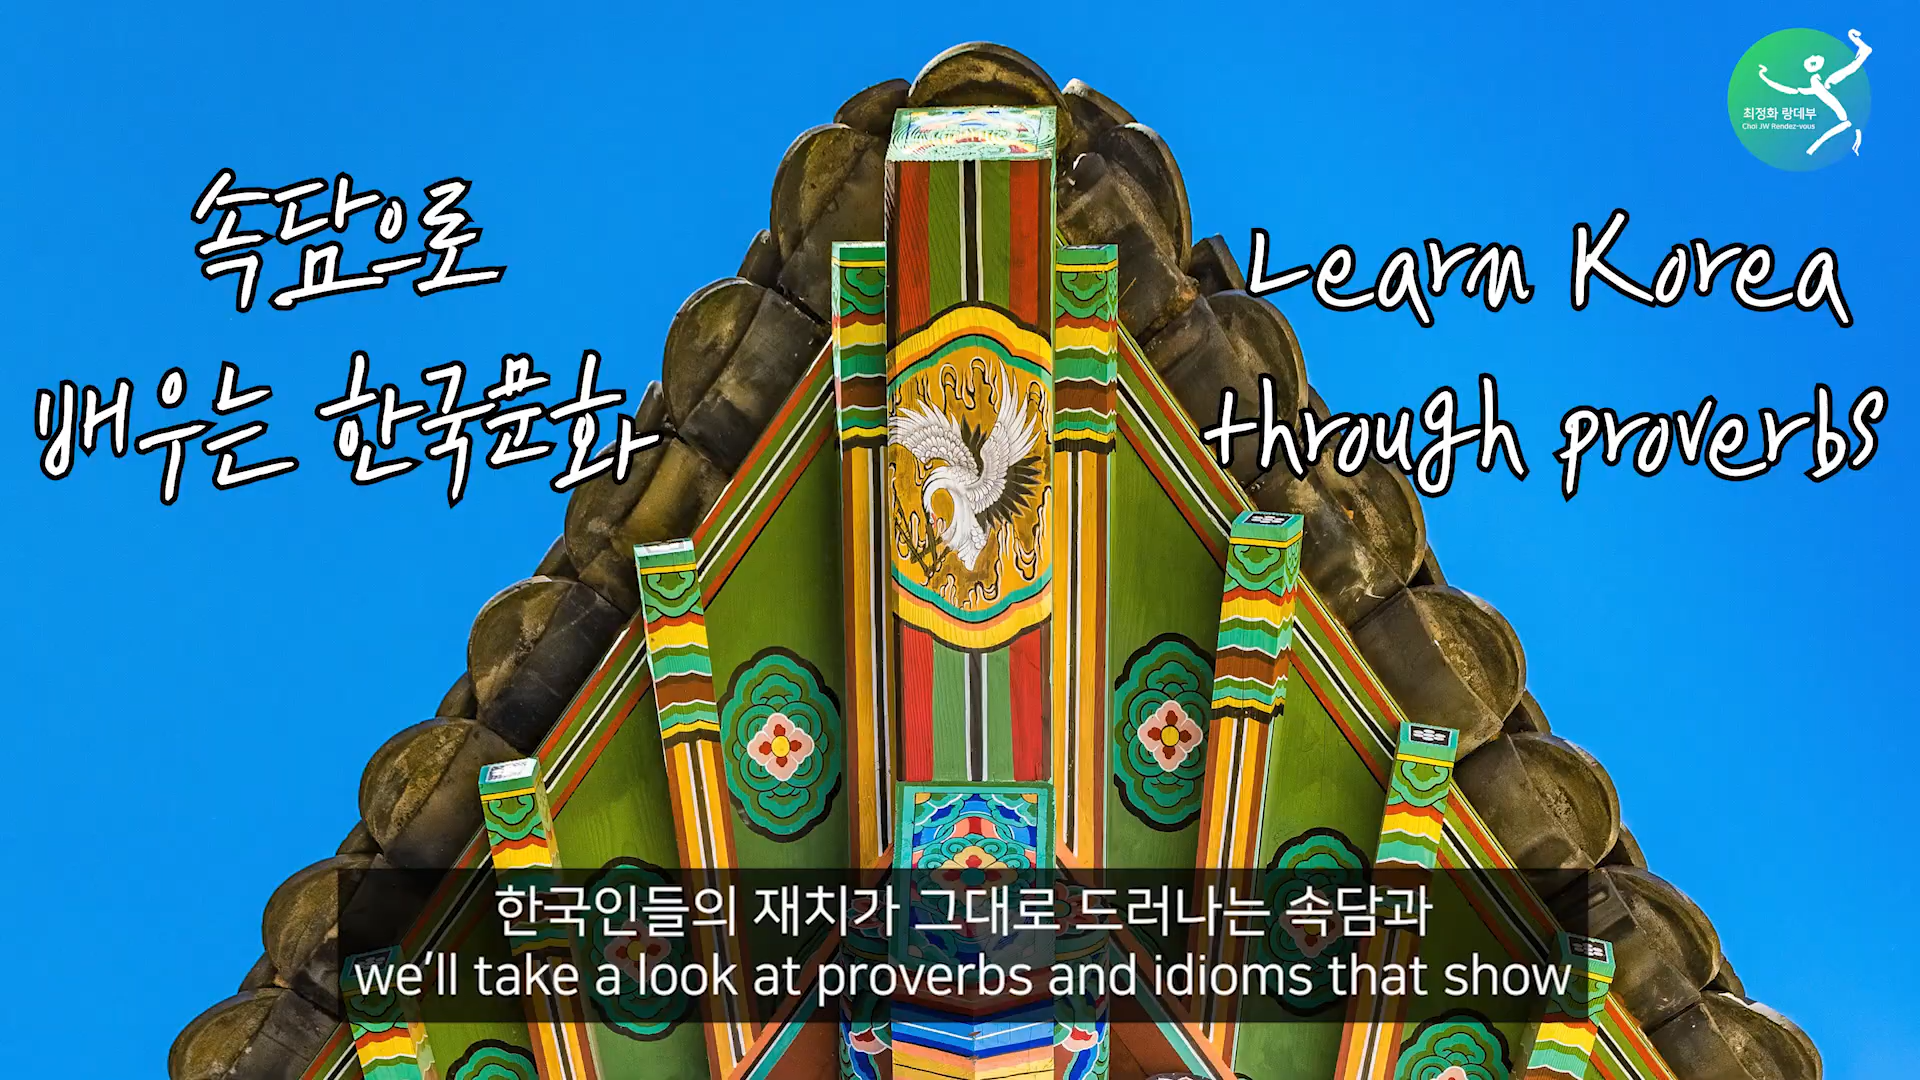 최정화 랑데부
Choi JW Rendez-vous
속담으로
배우는 한국문화
Learn Korea
through proverbs
한국인들의 재치가 그대로 드러나는 속담과
we'll take a look at proverbs and idioms that show